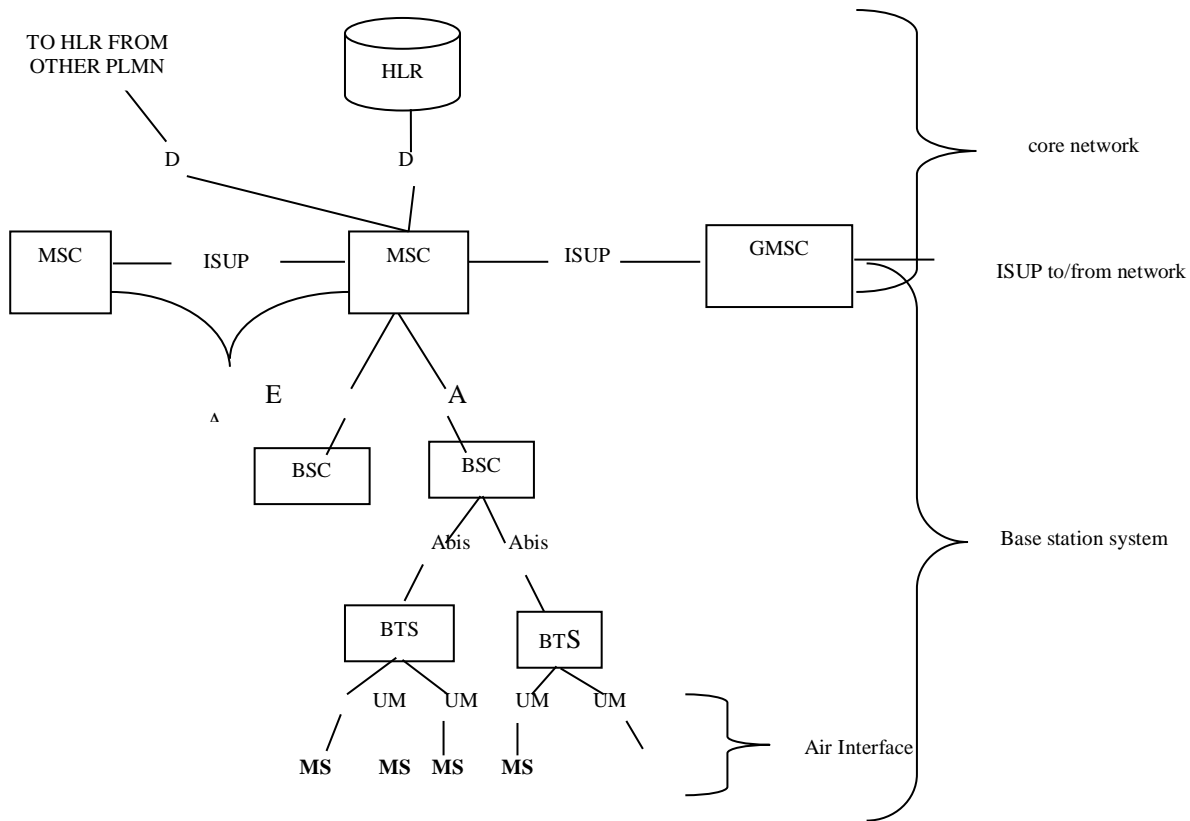 TO HLR FROM
OTHER PLMN
HLR
core network
D
D
MSC
ISUP
MSC
ISUP
GMSC
ISUP to/from network
E
A
A
BSC
BSC
Abis
Abis
Base station system
BTS
BTS
UM
UM
UM
UM
Air Interface
MS
MS
MS
MS